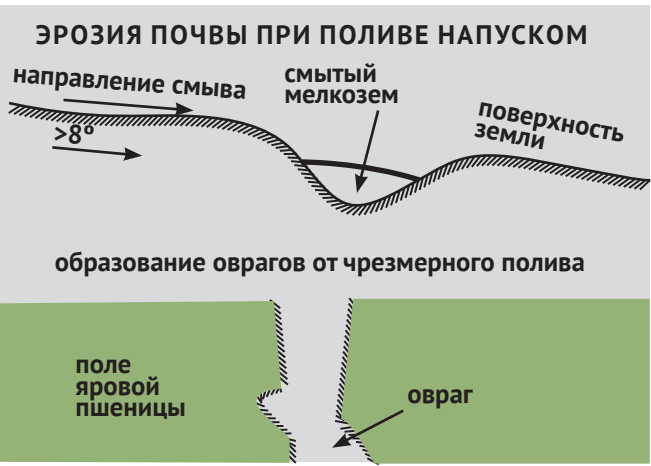 ЭРОЗИЯ ПОЧВЫ ПРИ ПОЛИВЕ НАПУСКОМ
направление смыва
смытый
мелкозем
поверхность
земли
>8°
образование оврагов от чрезмерного полива
поле
яровой
пшеницы
овраг